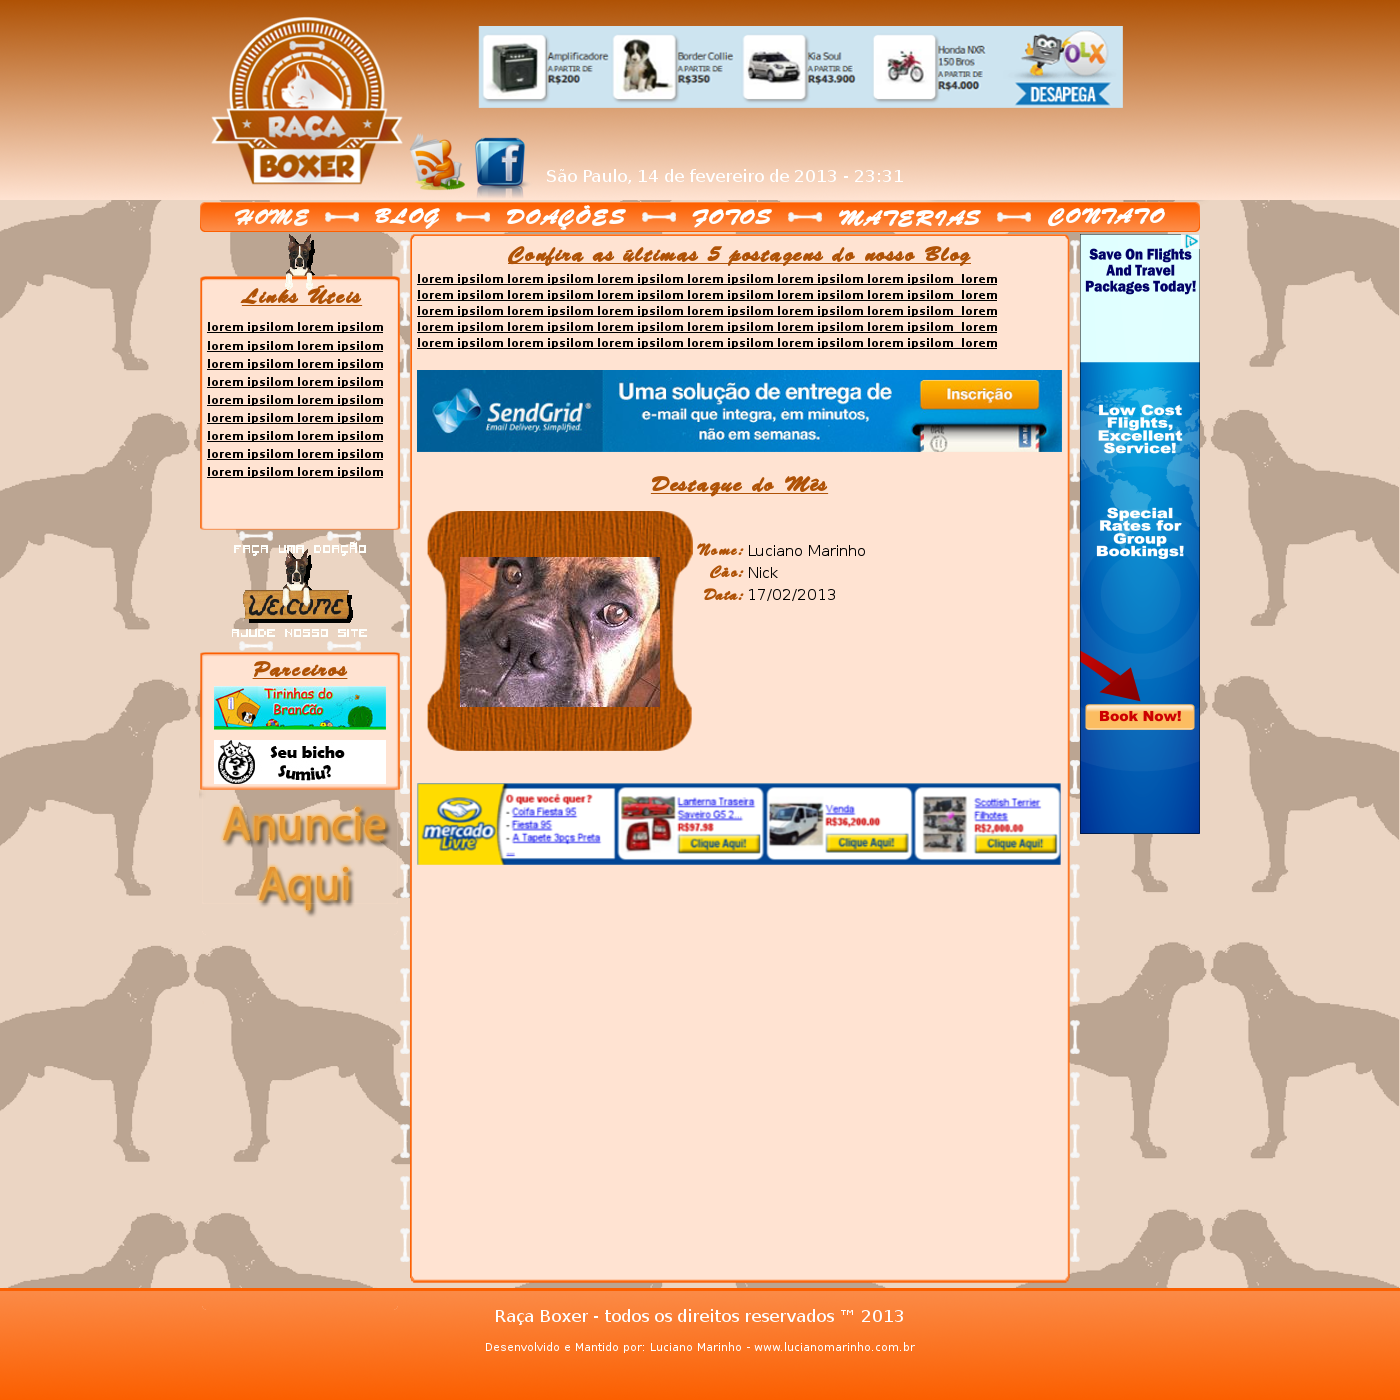 RAÇA
BOXER
Amplificadore
A PARTIR DE
R$200
Border Collie
A PARTIR DE
R$350
Kia Soul
A PARTIR DE
R$43.900
Honda NXR
150 Bros
A PARTIR DE
R$4.000
OLX
DESAPEGA
São Paulo, 14 de fevereiro de 2013 - 23:31
HOME BLOG DOAÇÕES FOTOS MATERIAS CONTATO
Links Úteis
lorem ipsilom lorem ipsilom
lorem ipsilom lorem ipsilom
lorem ipsilom lorem ipsilom
lorem ipsilom lorem ipsilom
lorem ipsilom lorem ipsilom
lorem ipsilom lorem ipsilom
lorem ipsilom lorem ipsilom
lorem ipsilom lorem ipsilom
lorem ipsilom lorem ipsilom
FAÇA UMA DOAÇÃO
WELCOME
AJUDE NOSSO SITE
Parceiros
Tirinhas do
BranCão
Seu bicho
Sumiu?
Anuncie
Aqui
Confira as últimas 5 postagens do nosso Blog
lorem ipsilom lorem ipsilom lorem ipsilom lorem ipsilom lorem ipsilom lorem ipsilom lorem
lorem ipsilom lorem ipsilom lorem ipsilom lorem ipsilom lorem ipsilom lorem ipsilom lorem
lorem ipsilom lorem ipsilom lorem ipsilom lorem ipsilom lorem ipsilom lorem ipsilom lorem
lorem ipsilom lorem ipsilom lorem ipsilom lorem ipsilom lorem ipsilom lorem ipsilom lorem
lorem ipsilom lorem ipsilom lorem ipsilom lorem ipsilom lorem ipsilom lorem ipsilom lorem
SendGrid
Email Delivery. Simplified.
Uma solução de entrega de
e-mail que integra, em minutos,
não em semanas.
Inscrição
Destaque do Mês
Nome: Luciano Marinho
Cão: Nick
Data: 17/02/2013
mercado
livre
O que você quer?
- Coifa Fiesta 95
- Fiesta 95
- A Tapete 3pçs Preta
...
Lanterna Traseira
Saveiro G5 2...
R$97.98
Clique Aqui!
Venda
R$36,200.00
Clique Aqui!
Scottish Terrier
Filhotes
R$2,000.00
Clique Aqui!
Save On Flights
And Travel
Packages Today!
Low Cost
Flights,
Excellent
Service!
Special
Rates for
Group
Bookings!
Book Now!
Raça Boxer - todos os direitos reservados ™ 2013
Desenvolvido e Mantido por: Luciano Marinho - www.lucianomarinho.com.br